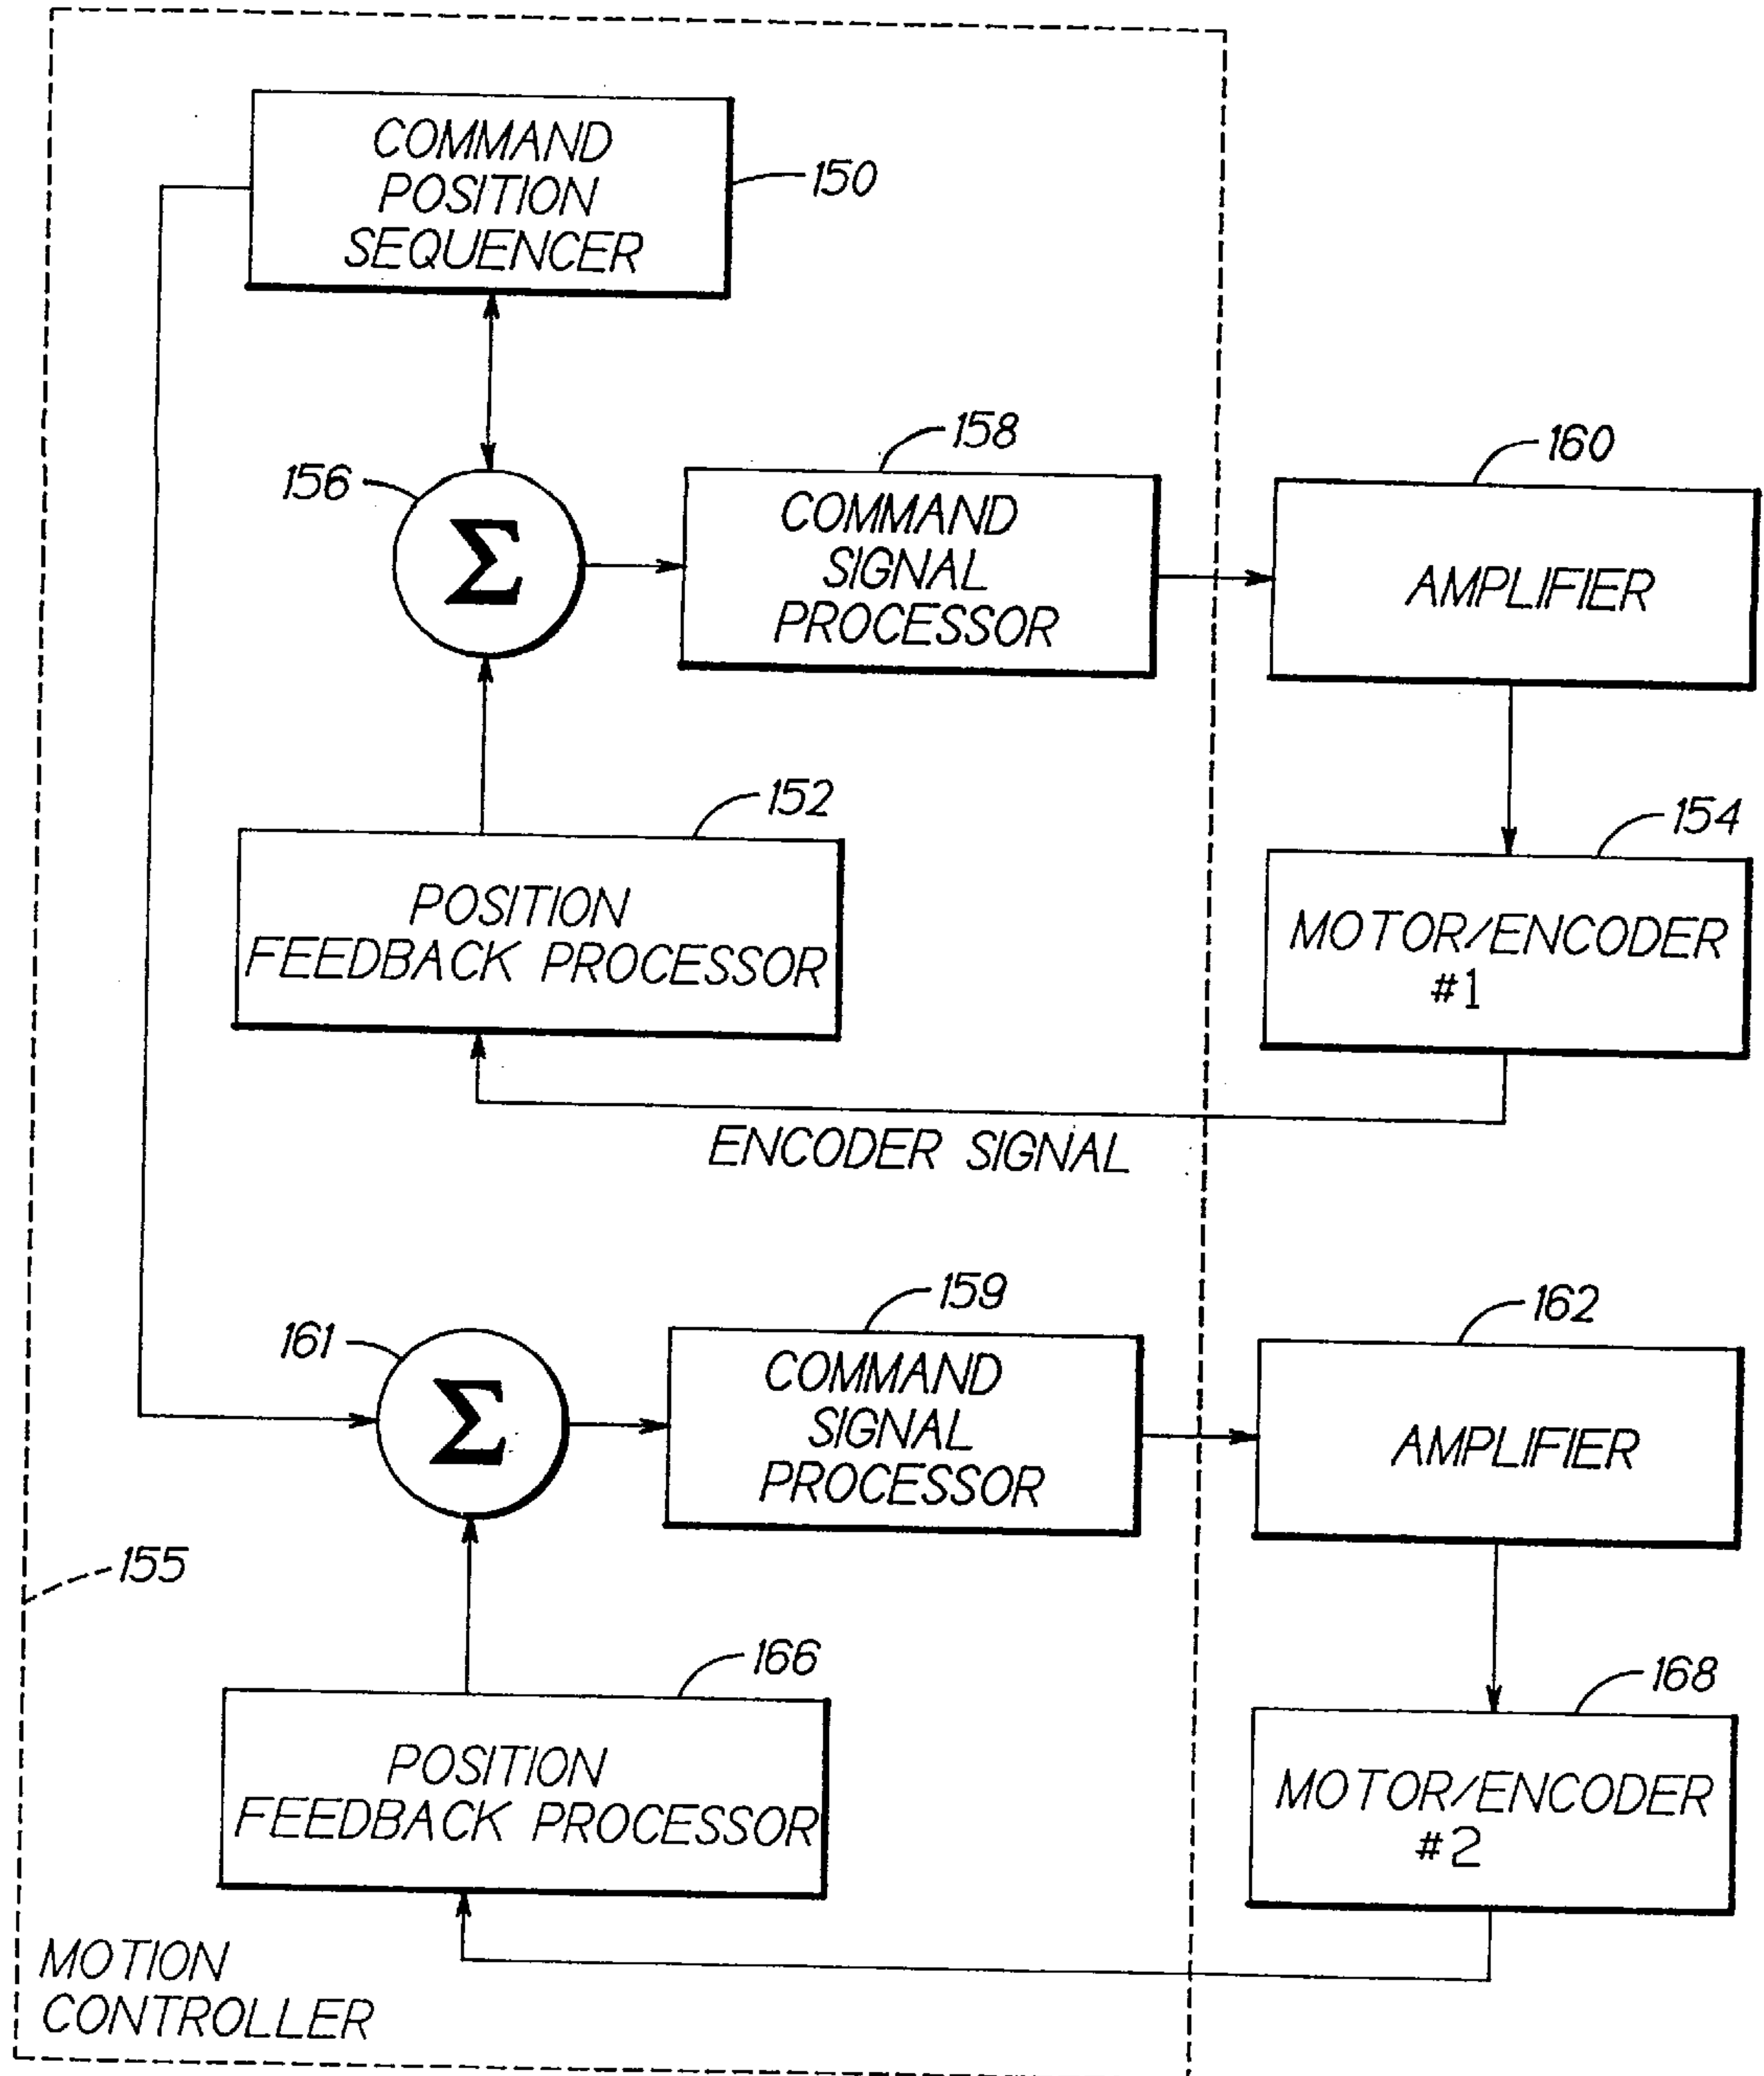 COMMAND
POSITION
SEQUENCER
150
156
Σ
158
COMMAND
SIGNAL
PROCESSOR
160
AMPLIFIER
152
POSITION
FEEDBACK PROCESSOR
154
MOTOR/ENCODER
#1
ENCODER SIGNAL
161
Σ
159
COMMAND
SIGNAL
PROCESSOR
162
AMPLIFIER
155
166
POSITION
FEEDBACK PROCESSOR
168
MOTOR/ENCODER
#2
MOTION
CONTROLLER